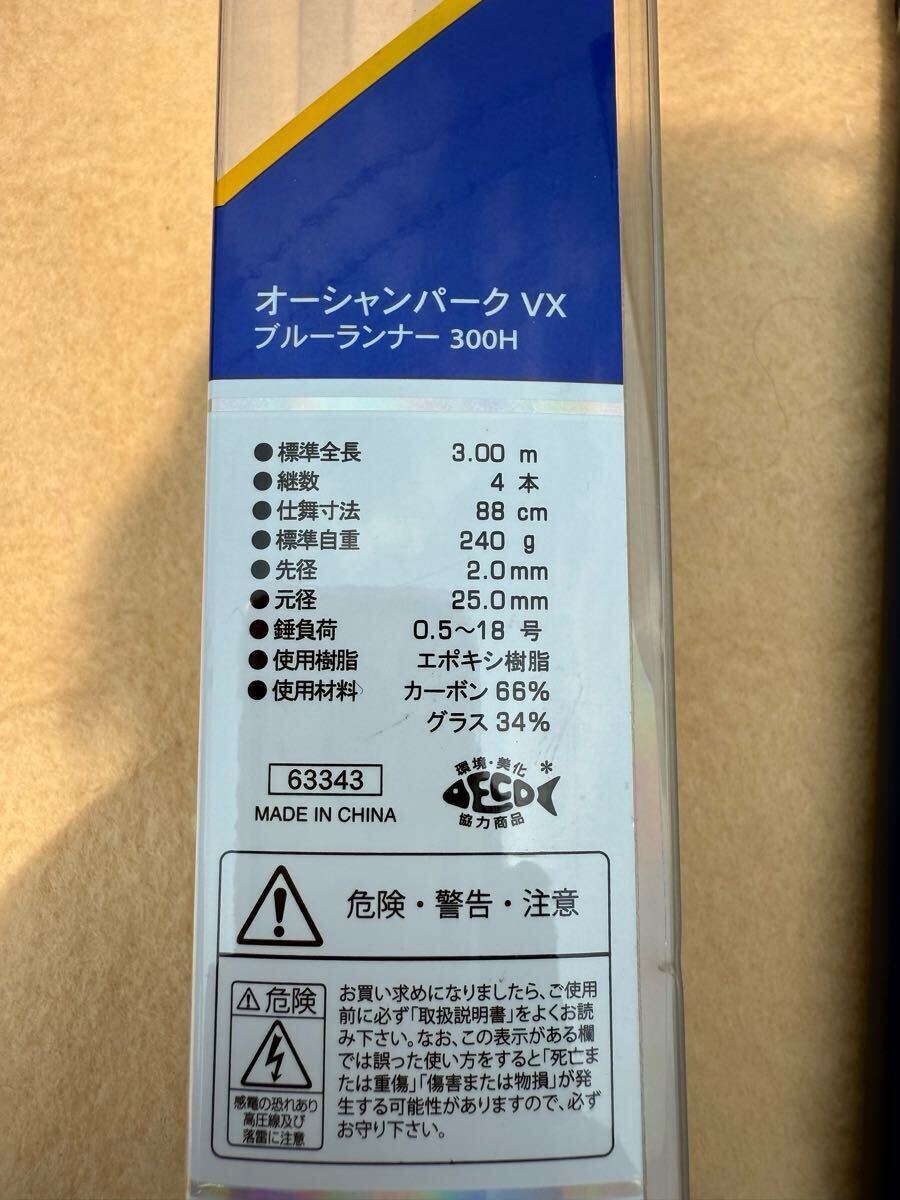 オーシャンパーク VX
ブルーランナー 300H
●標準全長 3.00 m
●継数 4 本
●仕舞寸法 88 cm
●標準自重 240 g
●先径 2.0mm
●元径 25.0mm
●錘負荷 0.5〜18 号
●使用樹脂 エポキシ樹脂
●使用材料 カーボン 66%
グラス 34%
63343
MADE IN CHINA
環境・美化 *
ECO
協力商品
危険・警告・注意
危険
感電の恐れあり
高圧線及び
落雷に注意
お買い求めになりましたら、ご使用
前に必ず「取扱説明書」をよくお読
み下さい。なお、この表示がある欄
では誤った使い方をすると「死亡ま
たは重傷」「傷害または物損」が発
生する可能性がありますので、必ず
お守り下さい。